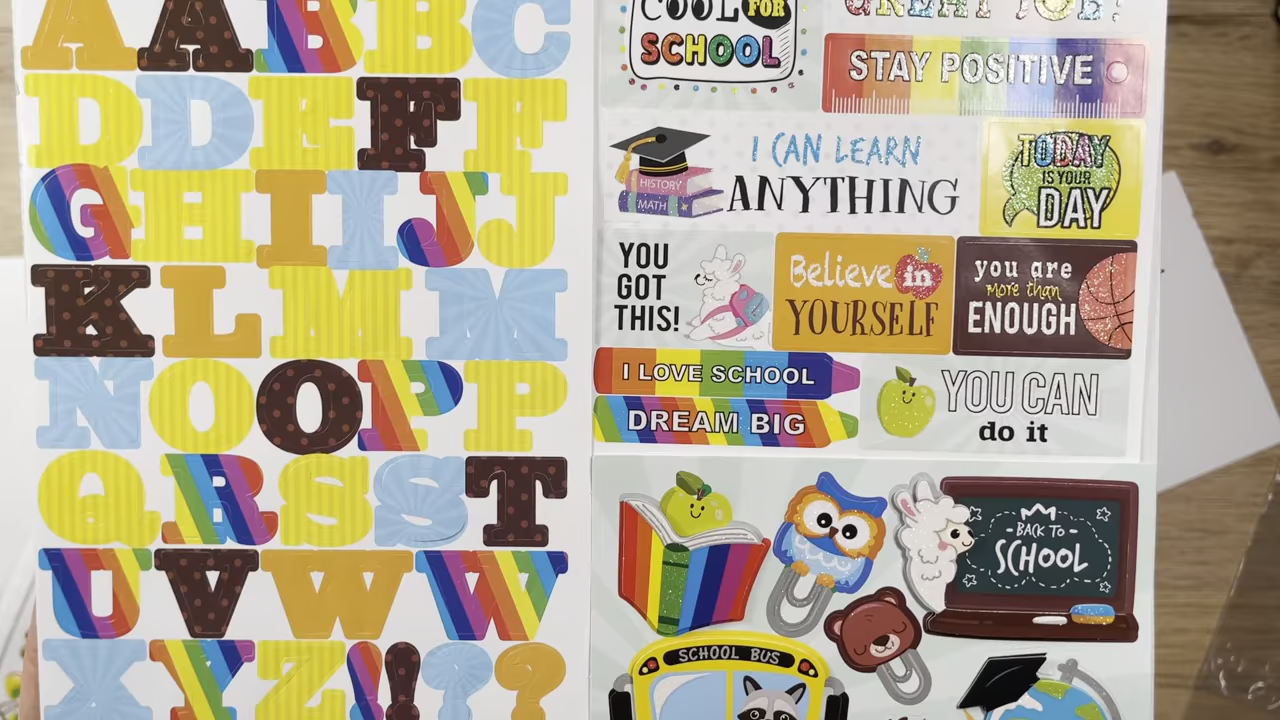 A A B B C
D D E F F
G H I I J J
K L M M
N O O P P
Q R S S T
U V W W
X Y Z ! ! ? ?
COOL FOR
SCHOOL
GREAT JOB!
STAY POSITIVE
HISTORY
MATH
I CAN LEARN
ANYTHING
TODAY
IS YOUR
DAY
YOU
GOT
THIS!
Believe in
YOURSELF
you are
more than
ENOUGH
I LOVE SCHOOL
DREAM BIG
YOU CAN
do it
- BACK TO -
SCHOOL
SCHOOL BUS